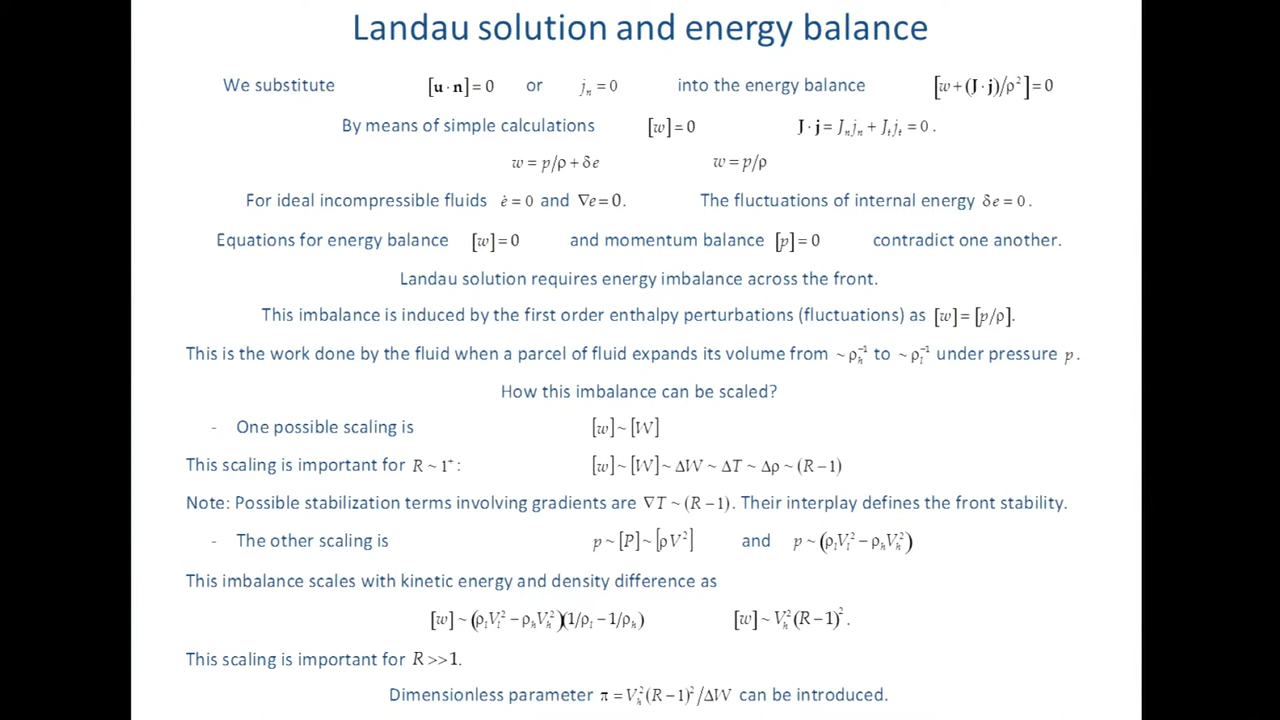 Landau solution and energy balance
We substitute [u · n] = 0 or jₙ = 0 into the energy balance [w + (J · j)/ρ²] = 0
By means of simple calculations [w] = 0 J · j = Jₙjₙ + Jₜjₜ = 0 .
w = p/ρ + δe w = p/ρ
For ideal incompressible fluids ė = 0 and ∇e = 0. The fluctuations of internal energy δe = 0 .
Equations for energy balance [w] = 0 and momentum balance [p] = 0 contradict one another.
Landau solution requires energy imbalance across the front.
This imbalance is induced by the first order enthalpy perturbations (fluctuations) as [w] = [p/ρ].
This is the work done by the fluid when a parcel of fluid expands its volume from ~ ρ_h⁻¹ to ~ ρ_l⁻¹ under pressure p .
How this imbalance can be scaled?
- One possible scaling is [w] ~ [W]
This scaling is important for R ~ 1⁺ : [w] ~ [W] ~ ΔW ~ ΔT ~ Δρ ~ (R − 1)
Note: Possible stabilization terms involving gradients are ∇T ~ (R − 1). Their interplay defines the front stability.
- The other scaling is p ~ [P] ~ [ρV²] and p ~ (ρ_l V_l² − ρ_h V_h²)
This imbalance scales with kinetic energy and density difference as
[w] ~ (ρ_l V_l² − ρ_h V_h²)(1/ρ_l − 1/ρ_h) [w] ~ V_h² (R − 1)² .
This scaling is important for R >> 1.
Dimensionless parameter π = V_h² (R − 1)² /ΔW can be introduced.